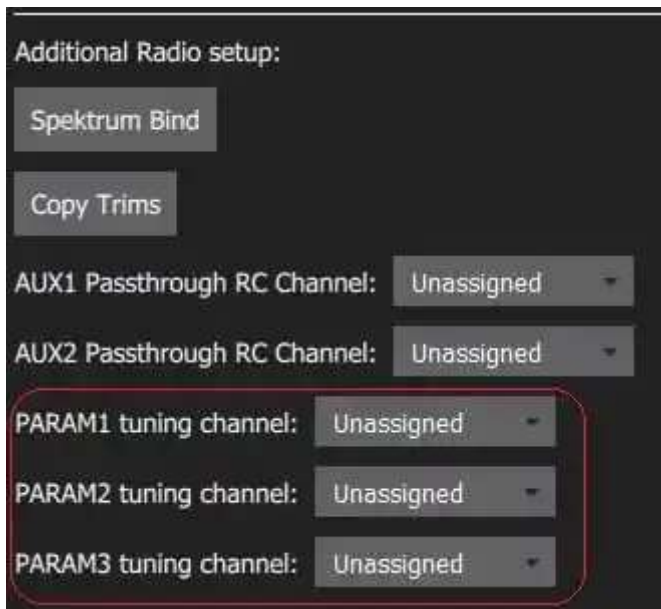 Additional Radio setup:
Spektrum Bind
Copy Trims
AUX1 Passthrough RC Channel: Unassigned
AUX2 Passthrough RC Channel: Unassigned
PARAM1 tuning channel: Unassigned
PARAM2 tuning channel: Unassigned
PARAM3 tuning channel: Unassigned